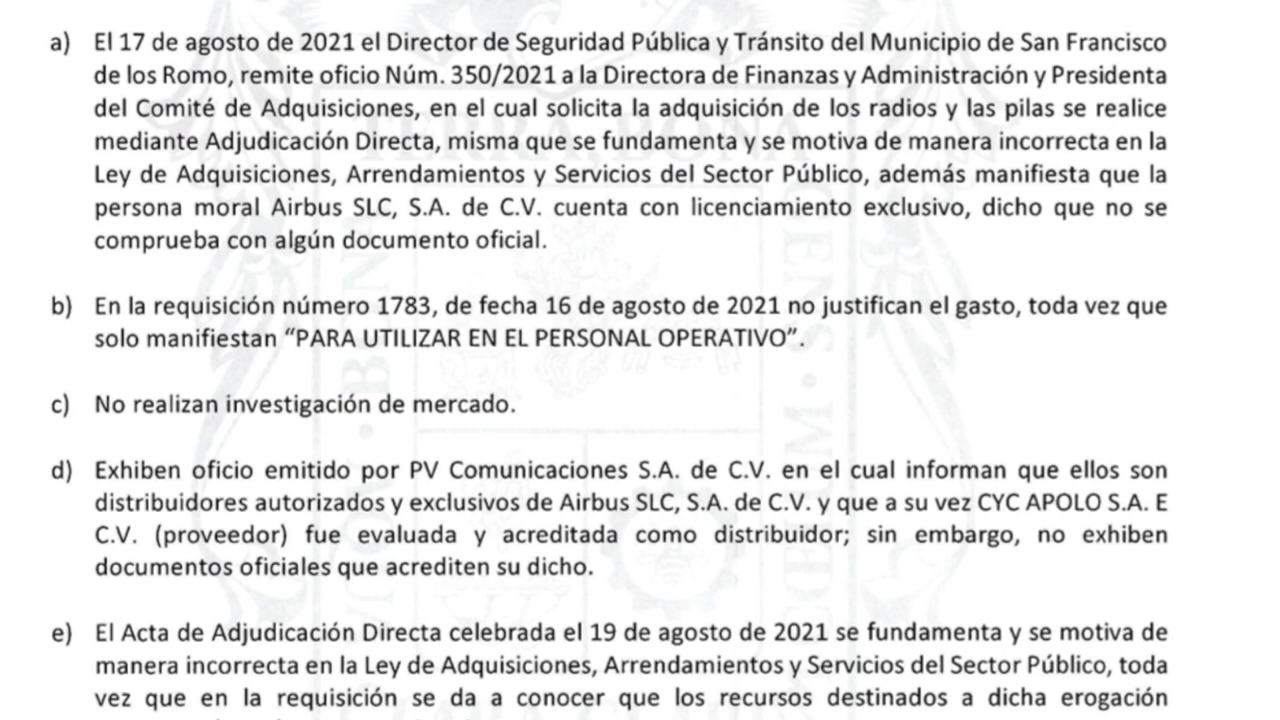 a) El 17 de agosto de 2021 el Director de Seguridad Pública y Tránsito del Municipio de San Francisco
de los Romo, remite oficio Núm. 350/2021 a la Directora de Finanzas y Administración y Presidenta
del Comité de Adquisiciones, en el cual solicita la adquisición de los radios y las pilas se realice
mediante Adjudicación Directa, misma que se fundamenta y se motiva de manera incorrecta en la
Ley de Adquisiciones, Arrendamientos y Servicios del Sector Público, además manifiesta que la
persona moral Airbus SLC, S.A. de C.V. cuenta con licenciamiento exclusivo, dicho que no se
comprueba con algún documento oficial.
b) En la requisición número 1783, de fecha 16 de agosto de 2021 no justifican el gasto, toda vez que
solo manifiestan “PARA UTILIZAR EN EL PERSONAL OPERATIVO”.
c) No realizan investigación de mercado.
d) Exhiben oficio emitido por PV Comunicaciones S.A. de C.V. en el cual informan que ellos son
distribuidores autorizados y exclusivos de Airbus SLC, S.A. de C.V. y que a su vez CYC APOLO S.A. E
C.V. (proveedor) fue evaluada y acreditada como distribuidor; sin embargo, no exhiben
documentos oficiales que acrediten su dicho.
e) El Acta de Adjudicación Directa celebrada el 19 de agosto de 2021 se fundamenta y se motiva de
manera incorrecta en la Ley de Adquisiciones, Arrendamientos y Servicios del Sector Público, toda
vez que en la requisición se da a conocer que los recursos destinados a dicha erogación